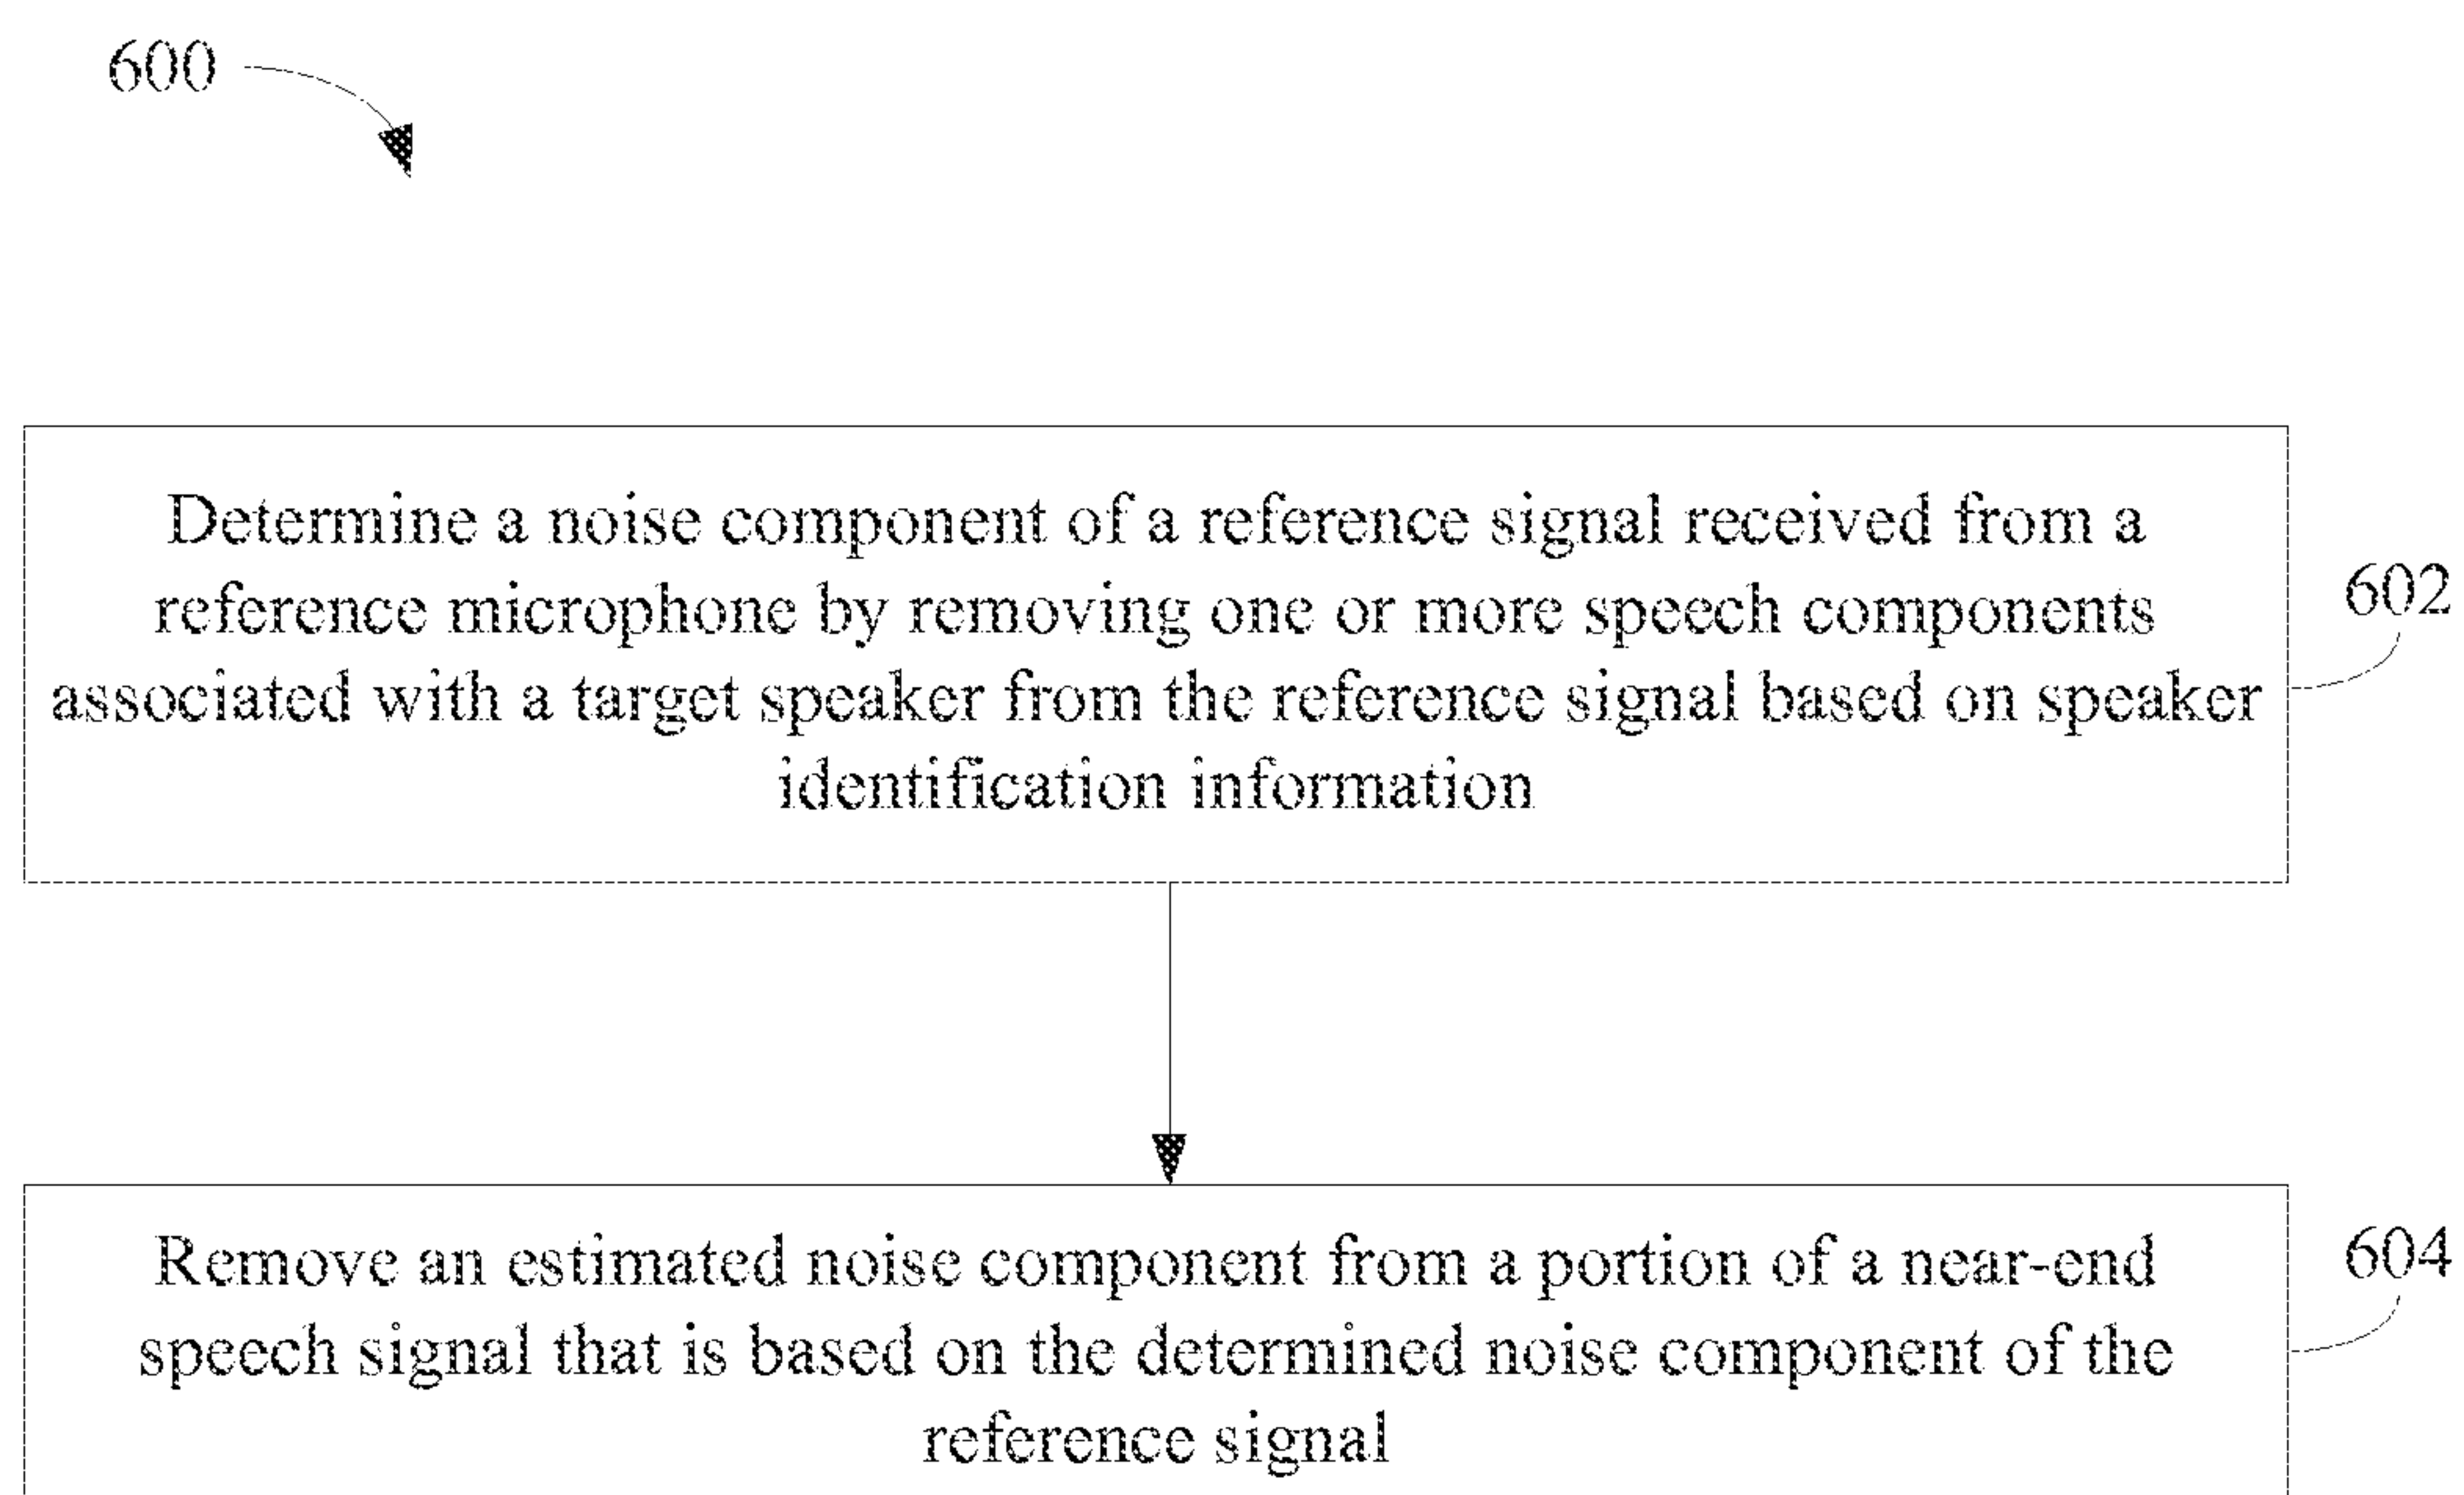 600
Determine a noise component of a reference signal received from a
reference microphone by removing one or more speech components
associated with a target speaker from the reference signal based on speaker
identification information
602
Remove an estimated noise component from a portion of a near-end
speech signal that is based on the determined noise component of the
reference signal
604